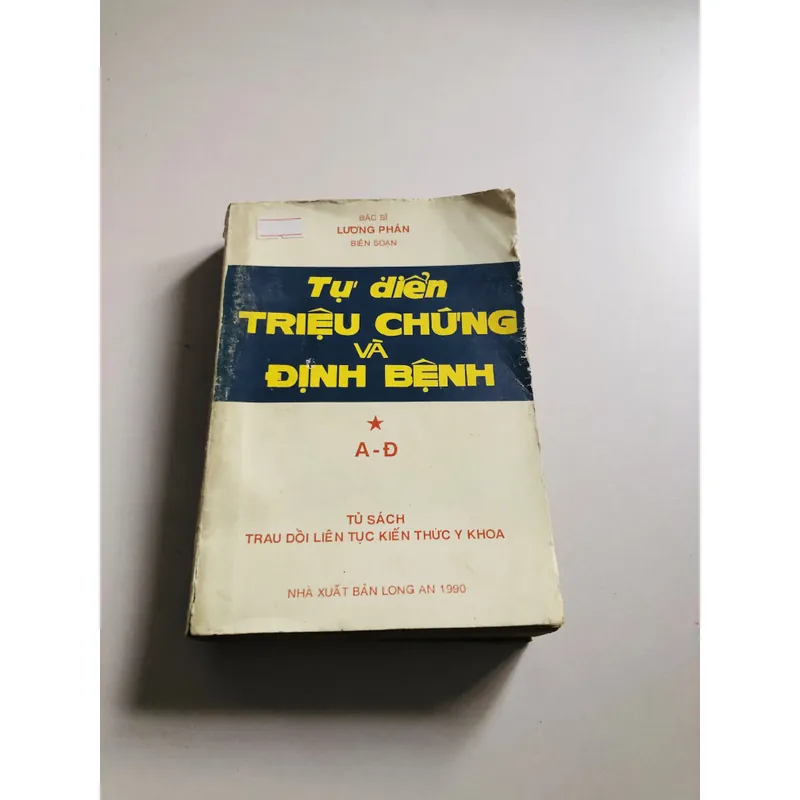 BÁC SĨ
LƯƠNG PHÁN
BIÊN SOẠN
Tự điển
TRIỆU CHỨNG
VÀ
ĐỊNH BỆNH
A-Đ
TỦ SÁCH
TRAU DỒI LIÊN TỤC KIẾN THỨC Y KHOA
NHÀ XUẤT BẢN LONG AN 1990